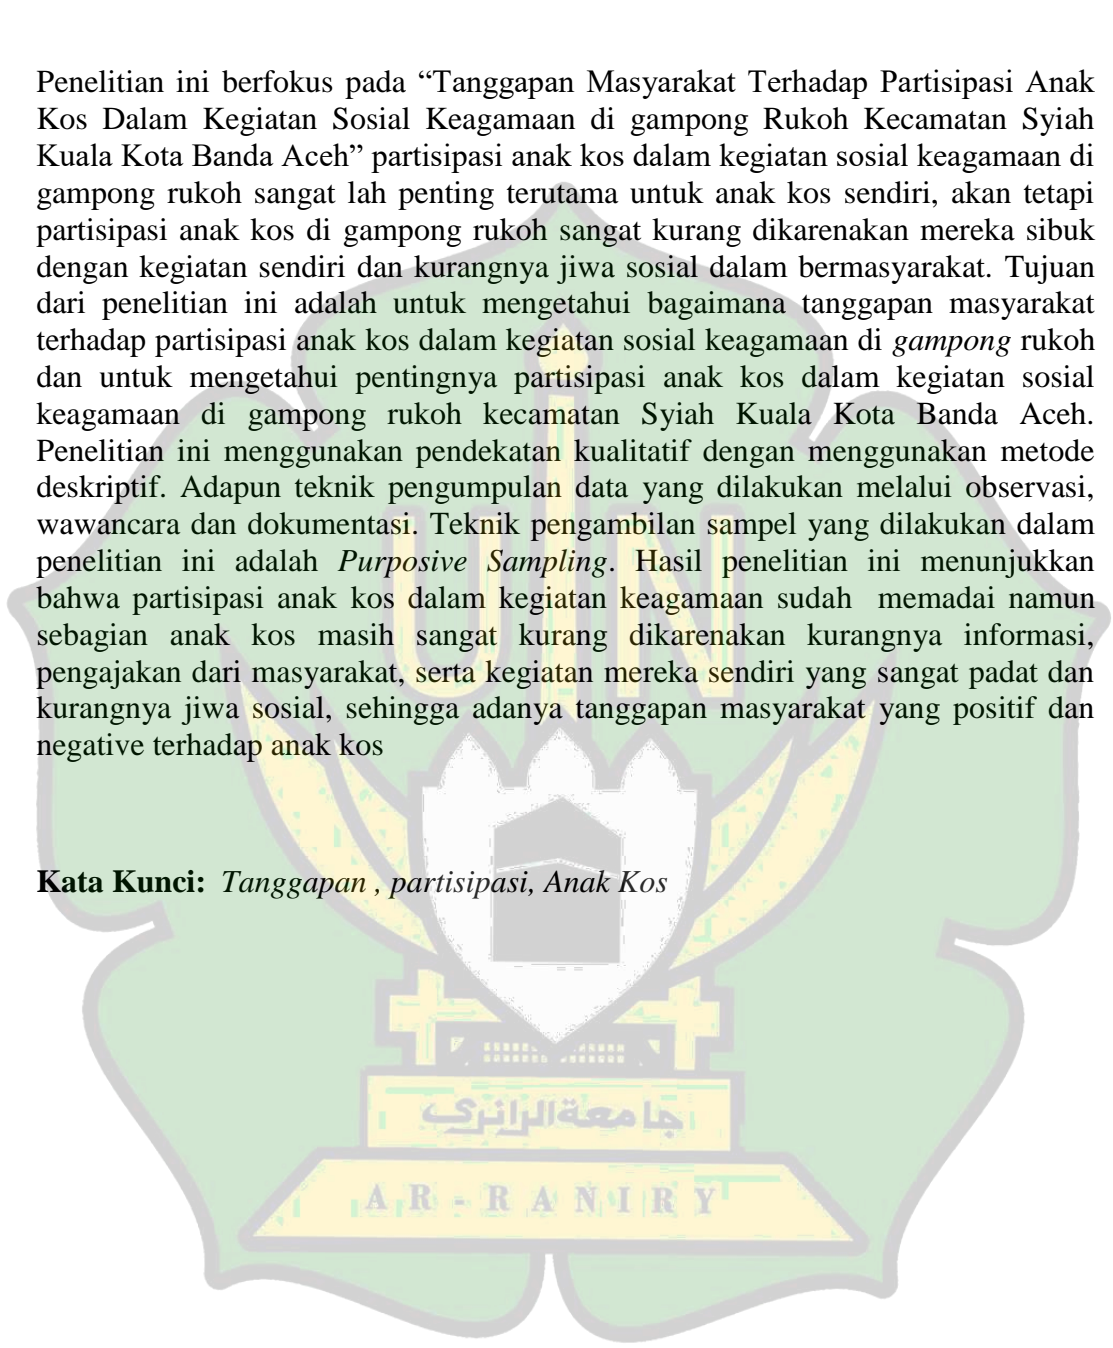 Penelitian ini berfokus pada “Tanggapan Masyarakat Terhadap Partisipasi Anak
Kos Dalam Kegiatan Sosial Keagamaan di gampong Rukoh Kecamatan Syiah
Kuala Kota Banda Aceh” partisipasi anak kos dalam kegiatan sosial keagamaan di
gampong rukoh sangat lah penting terutama untuk anak kos sendiri, akan tetapi
partisipasi anak kos di gampong rukoh sangat kurang dikarenakan mereka sibuk
dengan kegiatan sendiri dan kurangnya jiwa sosial dalam bermasyarakat. Tujuan
dari penelitian ini adalah untuk mengetahui bagaimana tanggapan masyarakat
terhadap partisipasi anak kos dalam kegiatan sosial keagamaan di gampong rukoh
dan untuk mengetahui pentingnya partisipasi anak kos dalam kegiatan sosial
keagamaan di gampong rukoh kecamatan Syiah Kuala Kota Banda Aceh.
Penelitian ini menggunakan pendekatan kualitatif dengan menggunakan metode
deskriptif. Adapun teknik pengumpulan data yang dilakukan melalui observasi,
wawancara dan dokumentasi. Teknik pengambilan sampel yang dilakukan dalam
penelitian ini adalah Purposive Sampling. Hasil penelitian ini menunjukkan
bahwa partisipasi anak kos dalam kegiatan keagamaan sudah  memadai namun
sebagian anak kos masih sangat kurang dikarenakan kurangnya informasi,
pengajakan dari masyarakat, serta kegiatan mereka sendiri yang sangat padat dan
kurangnya jiwa sosial, sehingga adanya tanggapan masyarakat yang positif dan
negative terhadap anak kos
Kata Kunci: Tanggapan , partisipasi, Anak Kos
UIN
جامعةالرانري
AR-RANIRY